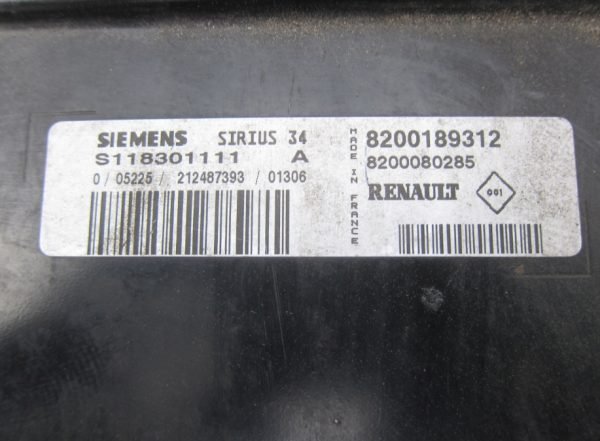 SIEMENS SIRIUS 34
S118301111 A
0 / 05225 / 212487393 / 01306
MADE IN FRANCE
8200189312
8200080285
RENAULT 001